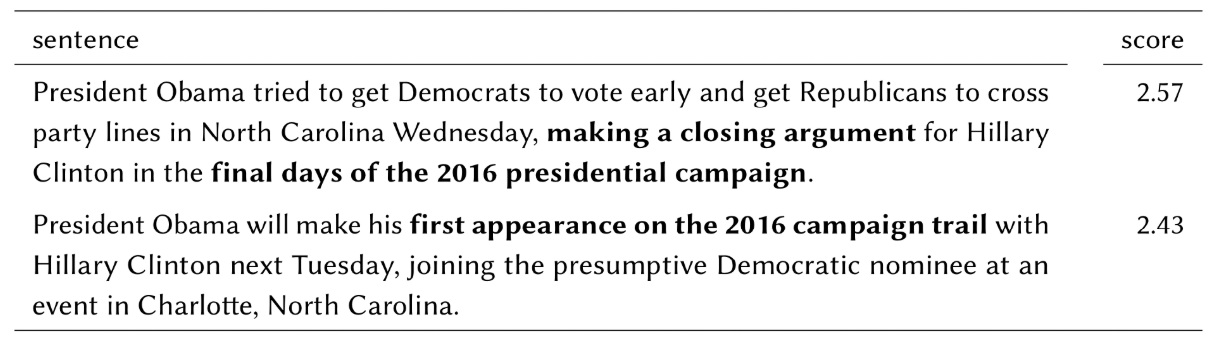 sentence score
President Obama tried to get Democrats to vote early and get Republicans to cross 2.57
party lines in North Carolina Wednesday, making a closing argument for Hillary
Clinton in the final days of the 2016 presidential campaign.
President Obama will make his first appearance on the 2016 campaign trail with 2.43
Hillary Clinton next Tuesday, joining the presumptive Democratic nominee at an
event in Charlotte, North Carolina.